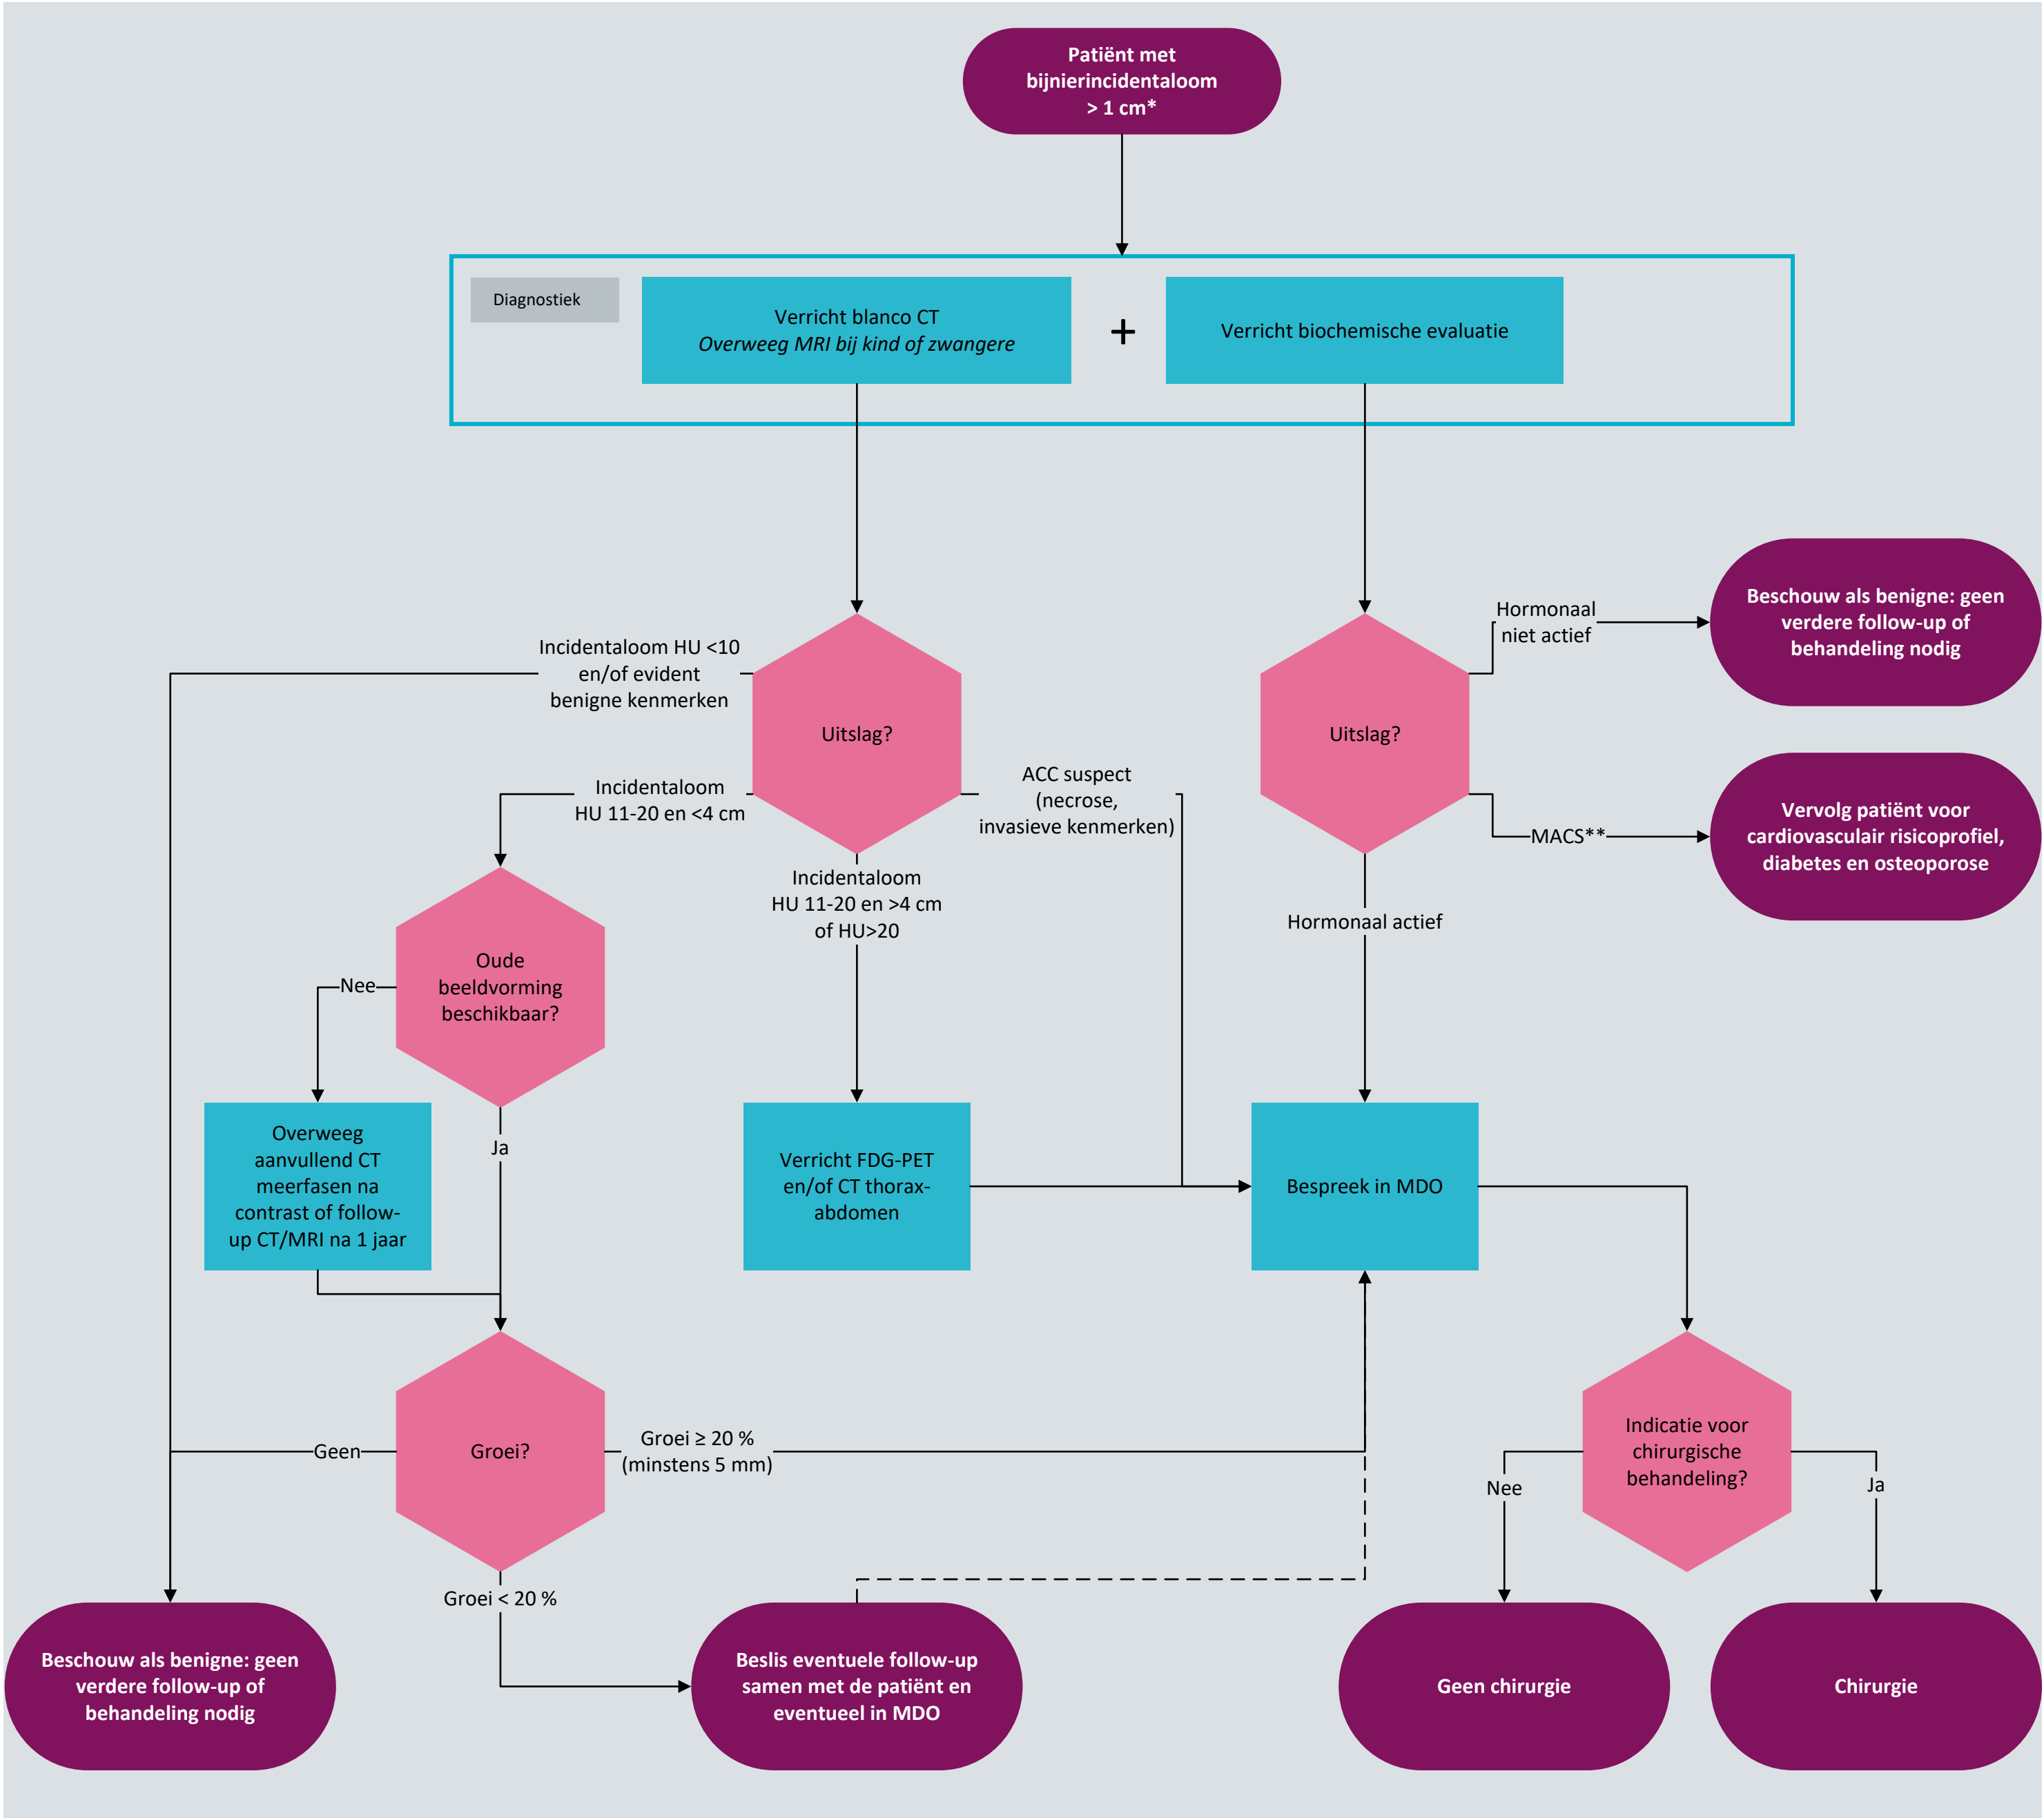 Patiënt met
bijnierincidentaloom
> 1 cm*
Diagnostiek
Verricht blanco CT
Overweeg MRI bij kind of zwangere
+
Verricht biochemische evaluatie
Incidentaloom HU <10
en/of evident
benigne kenmerken
Uitslag?
Incidentaloom
HU 11-20 en <4 cm
ACC suspect
(necrose,
invasieve kenmerken)
Incidentaloom
HU 11-20 en >4 cm
of HU>20
Uitslag?
Hormonaal
niet actief
Beschouw als benigne: geen
verdere follow-up of
behandeling nodig
MACS**
Vervolg patiënt voor
cardiovasculair risicoprofiel,
diabetes en osteoporose
Hormonaal actief
Oude
beeldvorming
beschikbaar?
Nee
Ja
Overweeg
aanvullend CT
meerfasen na
contrast of follow-
up CT/MRI na 1 jaar
Verricht FDG-PET
en/of CT thorax-
abdomen
Bespreek in MDO
Geen
Groei?
Groei ≥ 20 %
(minstens 5 mm)
Groei < 20 %
Indicatie voor
chirurgische
behandeling?
Nee
Ja
Beschouw als benigne: geen
verdere follow-up of
behandeling nodig
Beslis eventuele follow-up
samen met de patiënt en
eventueel in MDO
Geen chirurgie
Chirurgie